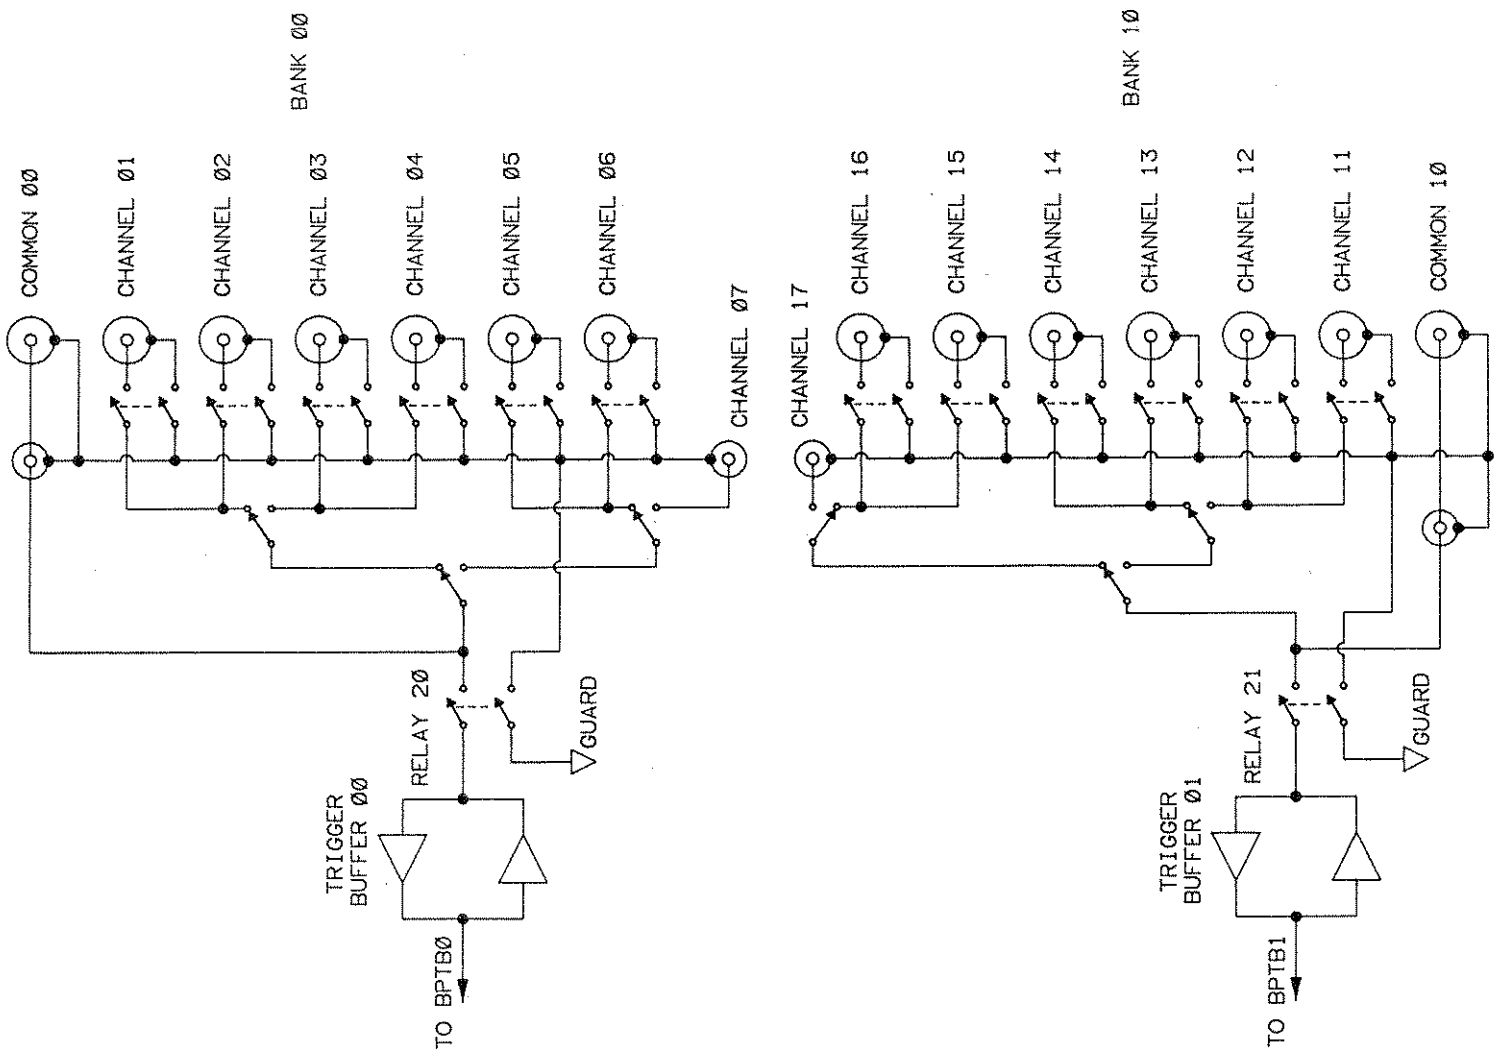 BANK 00
COMMON 00
CHANNEL 01
CHANNEL 02
CHANNEL 03
CHANNEL 04
CHANNEL 05
CHANNEL 06
CHANNEL 07
RELAY 20
GUARD
TRIGGER
BUFFER 00
TO BPTB0
BANK 10
CHANNEL 17
CHANNEL 16
CHANNEL 15
CHANNEL 14
CHANNEL 13
CHANNEL 12
CHANNEL 11
COMMON 10
RELAY 21
GUARD
TRIGGER
BUFFER 01
TO BPTB1